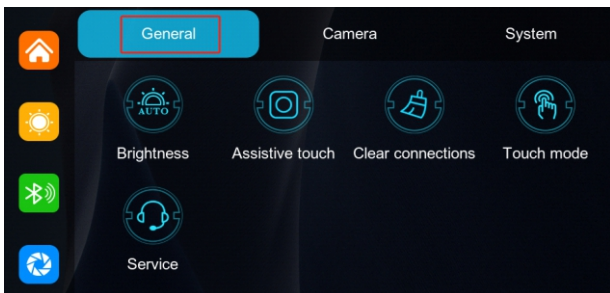 General
Camera
System
AUTO
Brightness
Assistive touch
Clear connections
Touch mode
Service